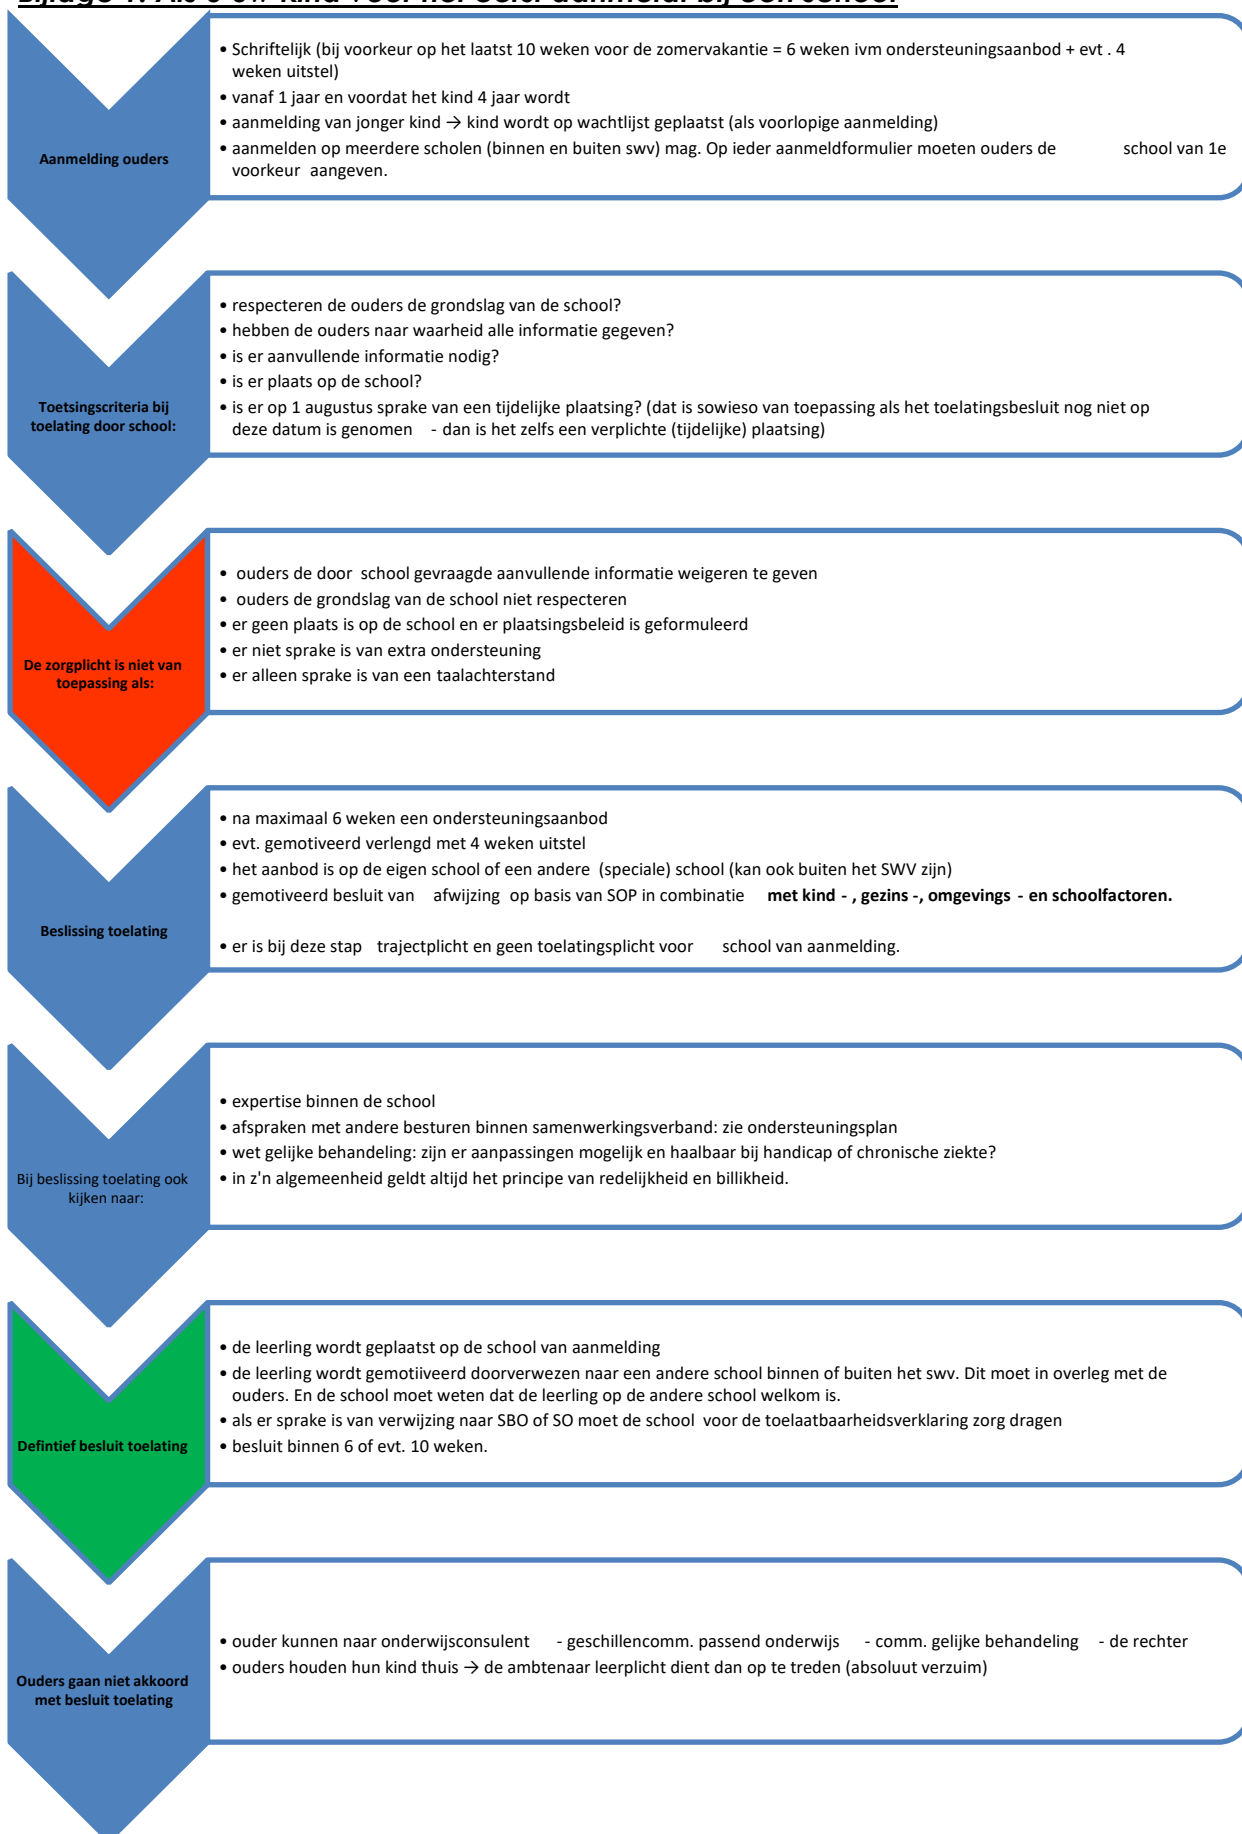 Aanmelding ouders
• Schriftelijk (bij voorkeur op het laatst 10 weken voor de zomervakantie = 6 weken ivm ondersteuningsaanbod + evt . 4
weken uitstel)
• vanaf 1 jaar en voordat het kind 4 jaar wordt
• aanmelding van jonger kind → kind wordt op wachtlijst geplaatst (als voorlopige aanmelding)
• aanmelden op meerdere scholen (binnen en buiten swv) mag. Op ieder aanmeldformulier moeten ouders de school van 1e
voorkeur aangeven.
Toetsingscriteria bij
toelating door school:
• respecteren de ouders de grondslag van de school?
• hebben de ouders naar waarheid alle informatie gegeven?
• is er aanvullende informatie nodig?
• is er plaats op de school?
• is er op 1 augustus sprake van een tijdelijke plaatsing? (dat is sowieso van toepassing als het toelatingsbesluit nog niet op
deze datum is genomen - dan is het zelfs een verplichte (tijdelijke) plaatsing)
De zorgplicht is niet van
toepassing als:
• ouders de door school gevraagde aanvullende informatie weigeren te geven
• ouders de grondslag van de school niet respecteren
• er geen plaats is op de school en er plaatsingsbeleid is geformuleerd
• er niet sprake is van extra ondersteuning
• er alleen sprake is van een taalachterstand
Beslissing toelating
• na maximaal 6 weken een ondersteuningsaanbod
• evt. gemotiveerd verlengd met 4 weken uitstel
• het aanbod is op de eigen school of een andere (speciale) school (kan ook buiten het SWV zijn)
• gemotiveerd besluit van afwijzing op basis van SOP in combinatie met kind - , gezins -, omgevings - en schoolfactoren.
• er is bij deze stap trajectplicht en geen toelatingsplicht voor school van aanmelding.
Bij beslissing toelating ook
kijken naar:
• expertise binnen de school
• afspraken met andere besturen binnen samenwerkingsverband: zie ondersteuningsplan
• wet gelijke behandeling: zijn er aanpassingen mogelijk en haalbaar bij handicap of chronische ziekte?
• in z'n algemeenheid geldt altijd het principe van redelijkheid en billikheid.
Defintief besluit toelating
• de leerling wordt geplaatst op de school van aanmelding
• de leerling wordt gemotiiveerd doorverwezen naar een andere school binnen of buiten het swv. Dit moet in overleg met de
ouders. En de school moet weten dat de leerling op de andere school welkom is.
• als er sprake is van verwijzing naar SBO of SO moet de school voor de toelaatbaarheidsverklaring zorg dragen
• besluit binnen 6 of evt. 10 weken.
Ouders gaan niet akkoord
met besluit toelating
• ouder kunnen naar onderwijsconsulent - geschillencomm. passend onderwijs - comm. gelijke behandeling - de rechter
• ouders houden hun kind thuis → de ambtenaar leerplicht dient dan op te treden (absoluut verzuim)